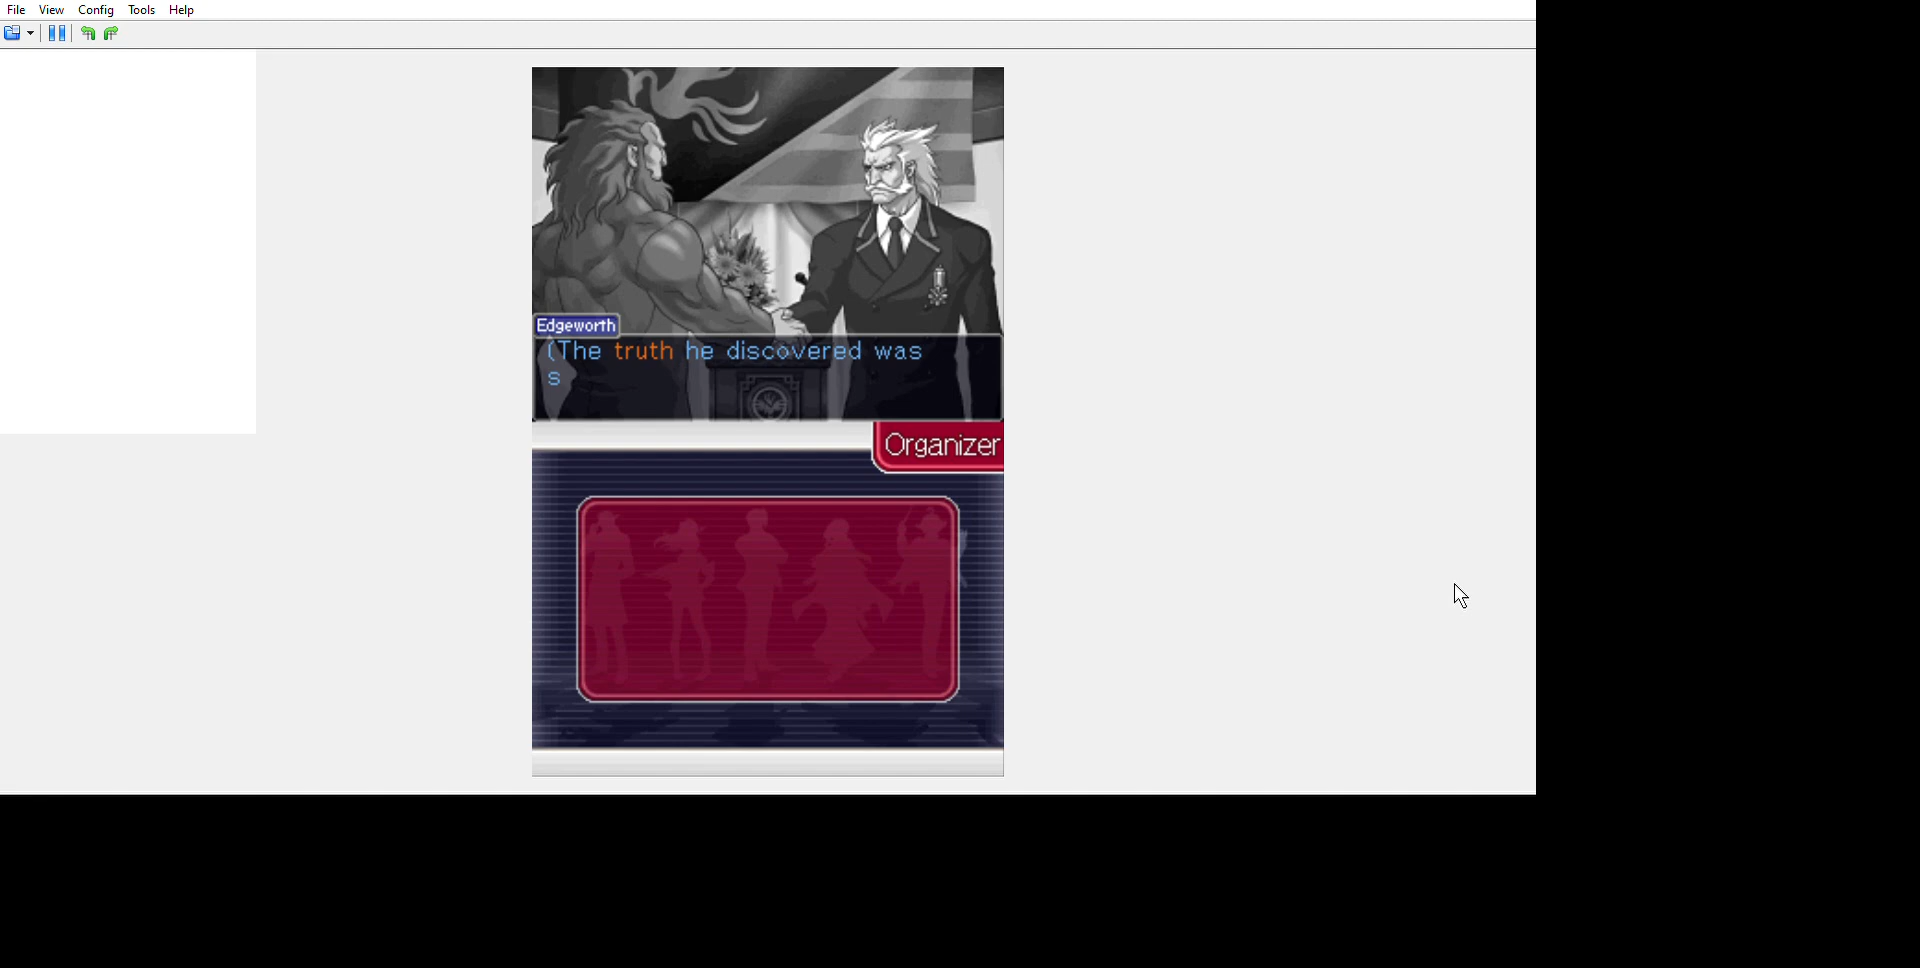 File View Config Tools Help
Edgeworth
(The truth he discovered was
s
Organizer